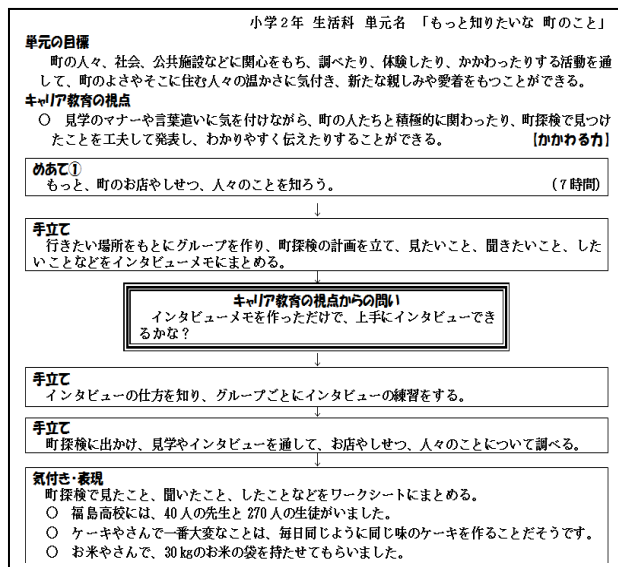 小学2年 生活科 単元名 「もっと知りたいな 町のこと」
単元の目標
町の人々、社会、公共施設などに関心をもち、調べたり、体験したり、かかわったりする活動を通
して、町のよさやそこに住む人々の温かさに気付き、新たな親しみや愛着をもつことができる。
キャリア教育の視点
○ 見学のマナーや言葉遣いに気を付けながら、町の人たちと積極的に関わったり、町探検で見つけ
たことを工夫して発表し、わかりやすく伝えたりすることができる。 【かかわる力】
めあて①
もっと、町のお店やしせつ、人々のことを知ろう。 (7時間)
↓
手立て
行きたい場所をもとにグループを作り、町探検の計画を立て、見たいこと、聞きたいこと、した
いことなどをインタビューメモにまとめる。
↓
キャリア教育の視点からの問い
インタビューメモを作っただけで、上手にインタビューでき
るかな?
↓
手立て
インタビューの仕方を知り、グループごとにインタビューの練習をする。
↓
手立て
町探検に出かけ、見学やインタビューを通して、お店やしせつ、人々のことについて調べる。
↓
気付き・表現
町探検で見たこと、聞いたこと、したことなどをワークシートにまとめる。
○ 福島高校には、40人の先生と270人の生徒がいました。
○ ケーキやさんで一番大変なことは、毎日同じように同じ味のケーキを作ることだそうです。
○ お米やさんで、30㎏のお米の袋を持たせてもらいました。